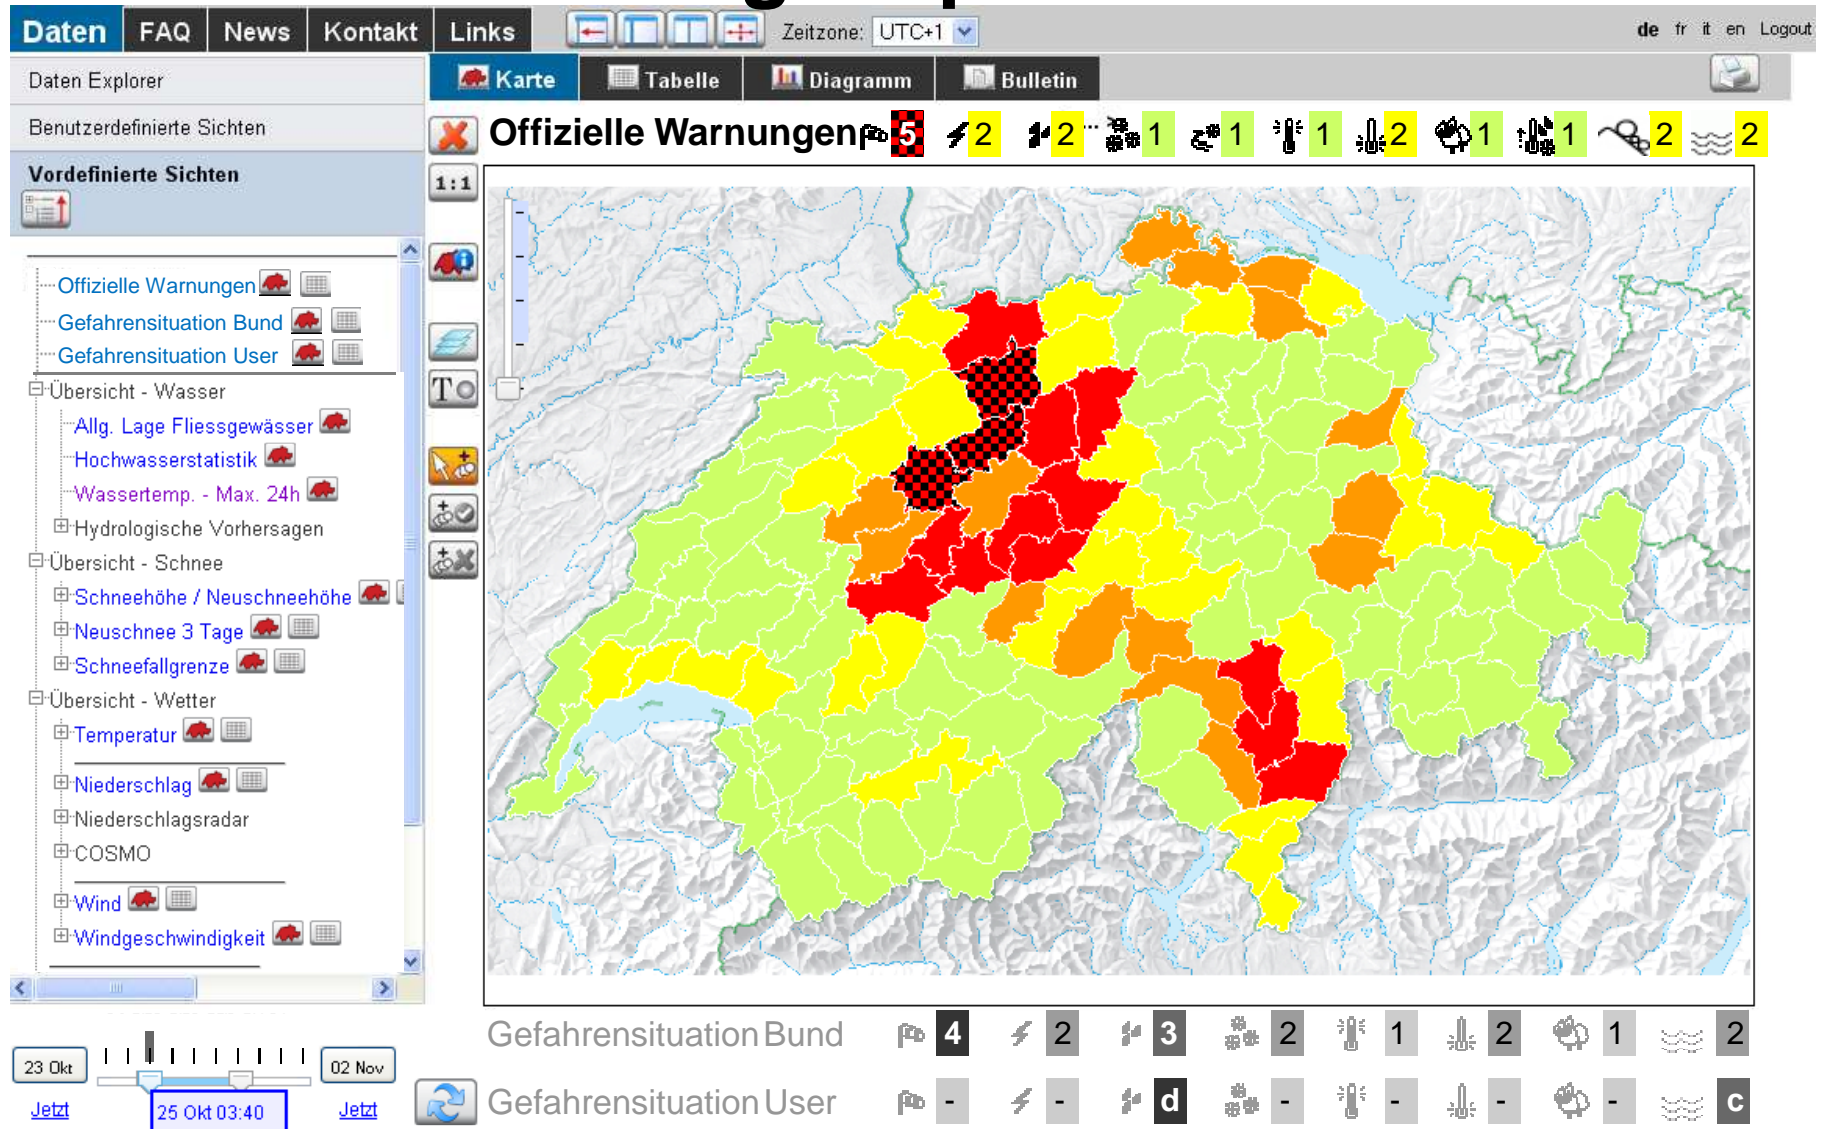 Daten FAQ News Kontakt Links Zeitzone: UTC+1 de fr it en Logout
Daten Explorer
Karte Tabelle Diagramm Bulletin
Benutzerdefinierte Sichten
Offizielle Warnungen 5 2 2 ... 1 1 1 2 1 1 2 2
Vordefinierte Sichten
1:1
Offizielle Warnungen
Gefahrensituation Bund
Gefahrensituation User
Übersicht - Wasser
T
Allg. Lage Fliessgewässer
Hochwasserstatistik
Wassertemp. - Max. 24h
Hydrologische Vorhersagen
Übersicht - Schnee
Schneehöhe / Neuschneehöhe
Neuschnee 3 Tage
Schneefallgrenze
Übersicht - Wetter
Temperatur
Niederschlag
Niederschlagsradar
COSMO
Wind
Windgeschwindigkeit
Gefahrensituation Bund 4 2 3 2 1 2 1 2
23 Okt 02 Nov
Gefahrensituation User - - d - - - - c
Jetzt 25 Okt 03:40 Jetzt